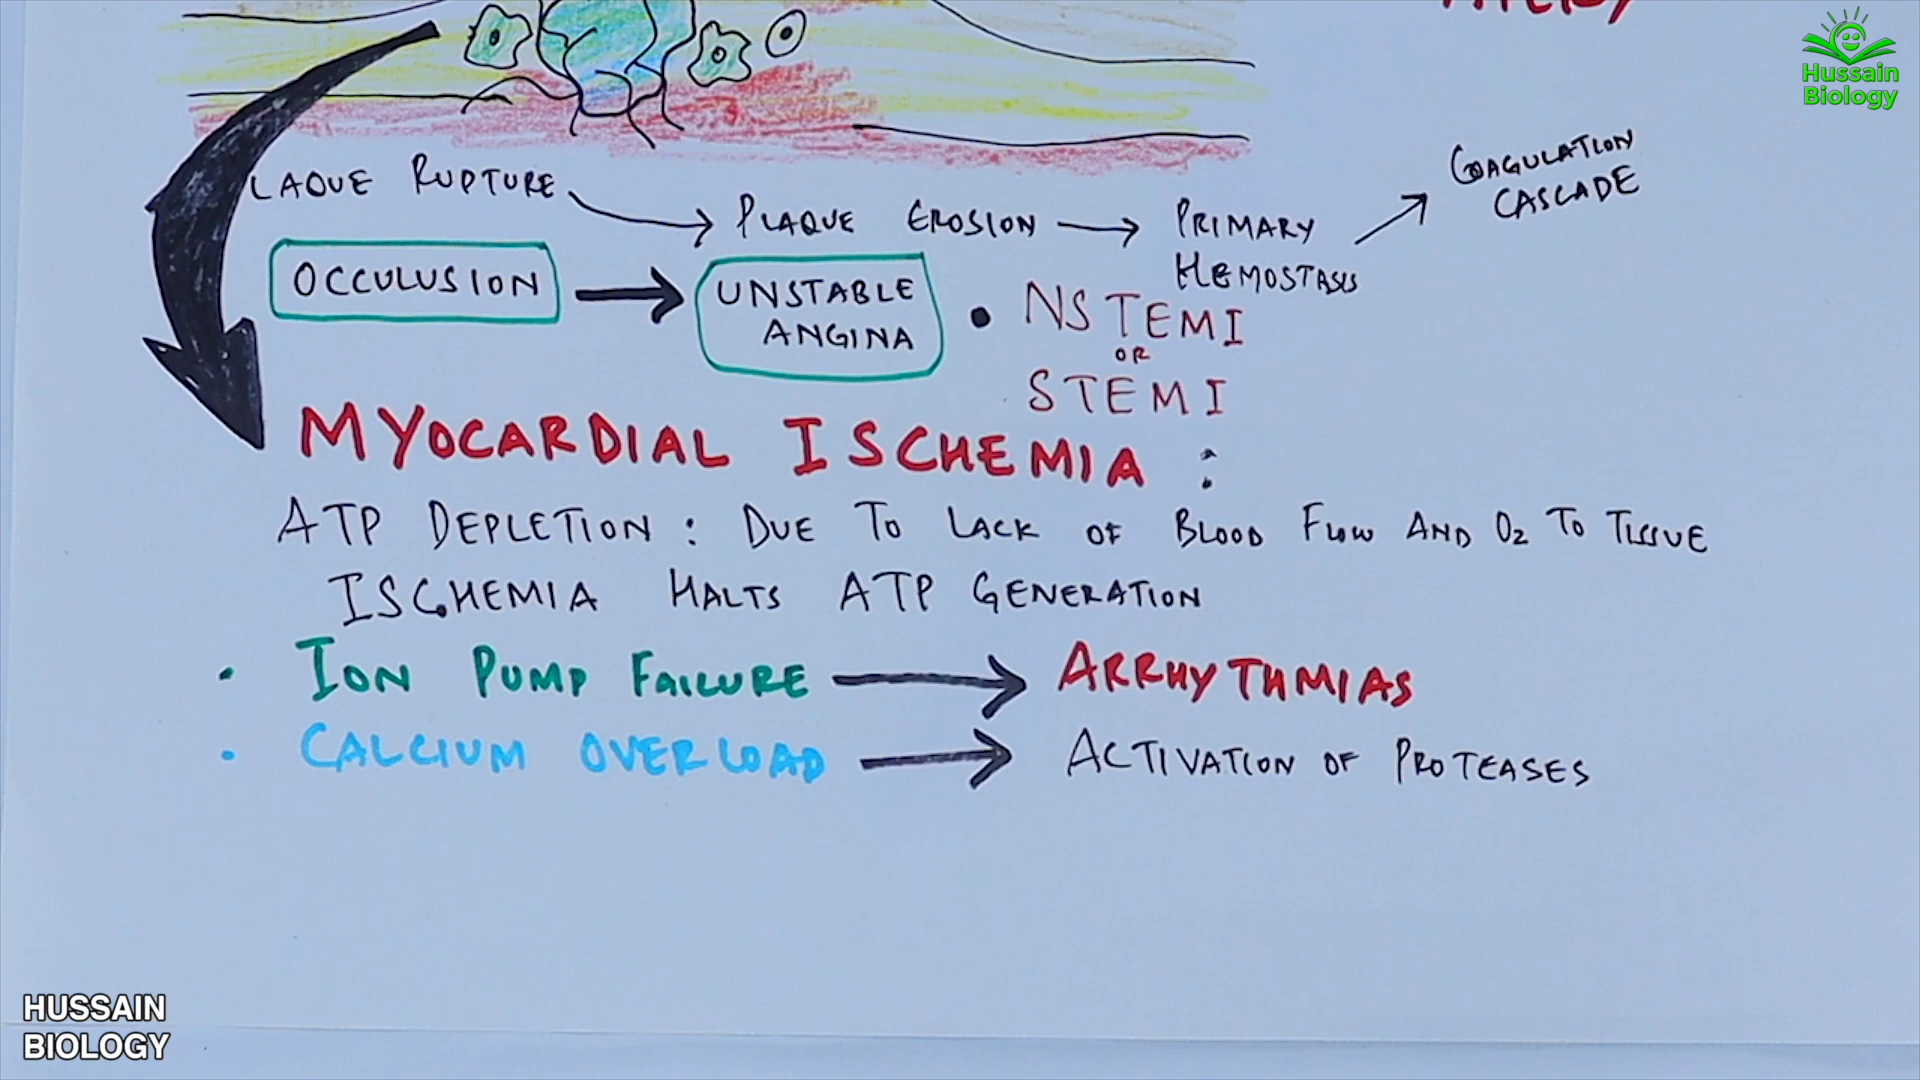 Hussain
Biology
LAQUE RUPTURE
PLAQUE EROSION
PRIMARY
HEMOSTASIS
COAGULATION
CASCADE
OCCULUSION
UNSTABLE
ANGINA
• NSTEMI
OR
STEMI
MYOCARDIAL ISCHEMIA :
ATP DEPLETION : DUE TO LACK OF BLOOD FLOW AND O2 TO TISSUE
ISCHEMIA HALTS ATP GENERATION
• ION PUMP FAILURE → ARRHYTHMIAS
• CALCIUM OVERLOAD → ACTIVATION OF PROTEASES
HUSSAIN
BIOLOGY